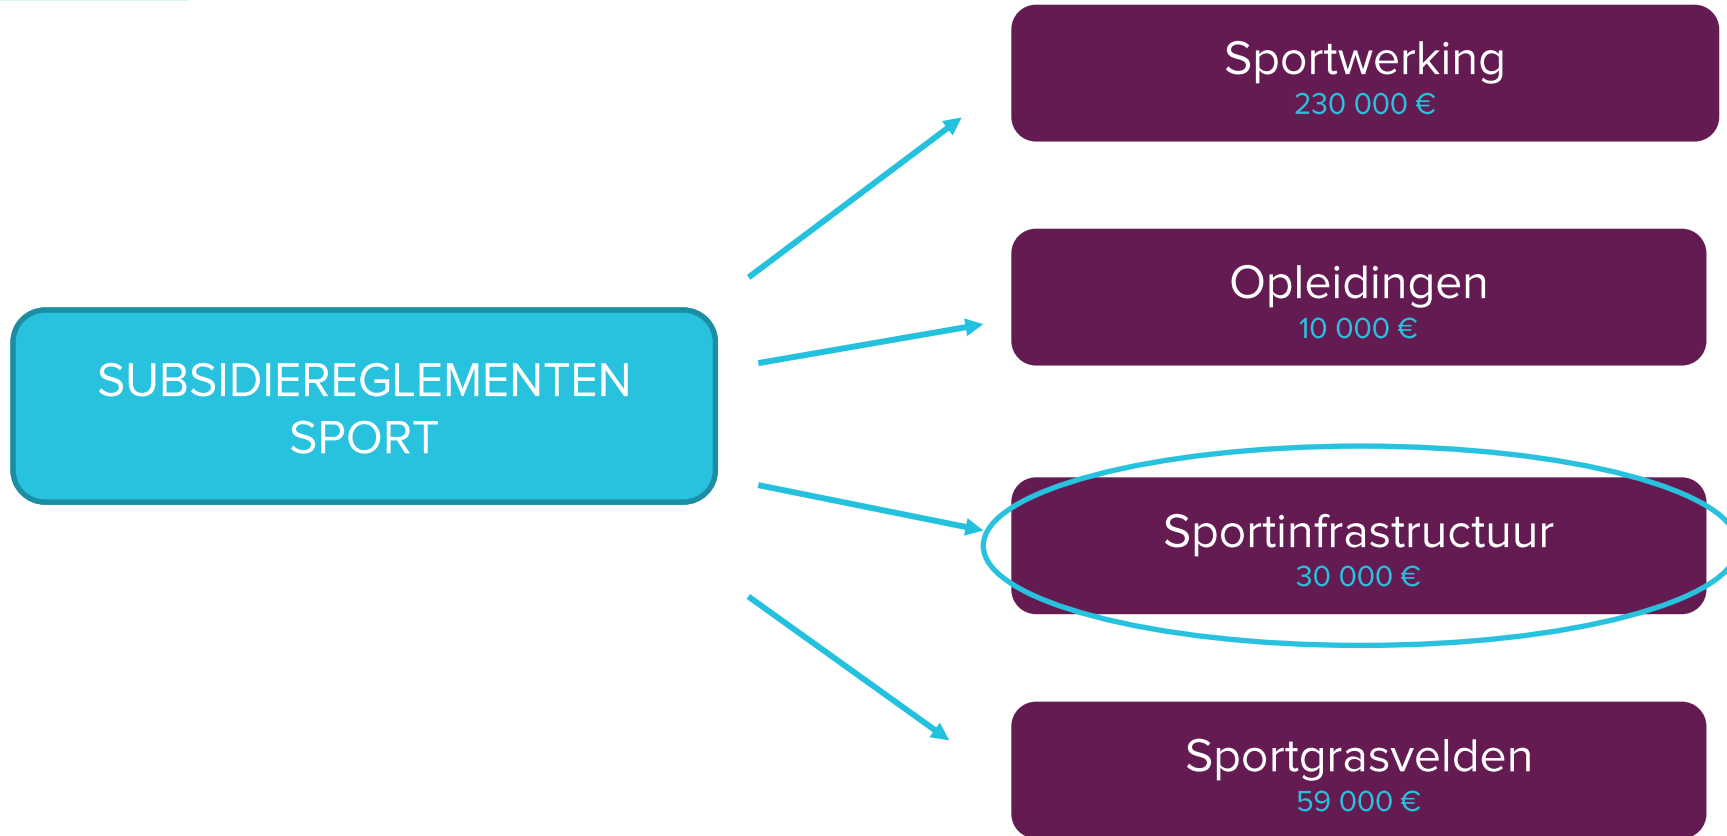 SUBSIDIEREGLEMENTEN
SPORT
Sportwerking
230 000 €
Opleidingen
10 000 €
Sportinfrastructuur
30 000 €
Sportgrasvelden
59 000 €